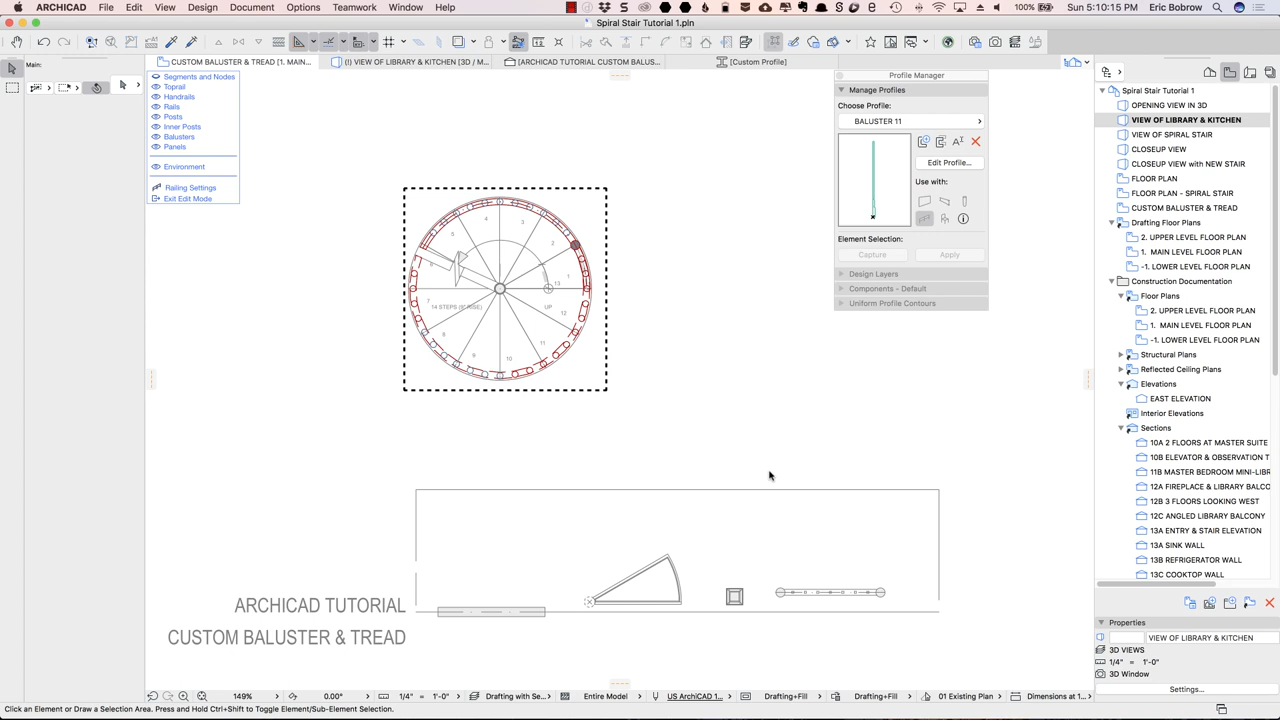 ARCHICAD File Edit View Design Document Options Teamwork Window Help 100% Wed 5:10:15 PM Eric Bobrow
Spiral Stair Tutorial 1.pln
Main:
CUSTOM BALUSTER & TREAD [1. MAIN...
(!) VIEW OF LIBRARY & KITCHEN [3D / M...
[ARCHICAD TUTORIAL CUSTOM BALUS...
[Custom Profile]
Segments and Nodes
Toprail
Handrails
Rails
Posts
Inner Posts
Balusters
Panels
Environment
Railing Settings
Exit Edit Mode
Profile Manager
Manage Profiles
Choose Profile:
BALUSTER 11
Edit Profile...
Use with:
Element Selection:
Capture
Apply
Design Layers
Components - Default
Uniform Profile Contours
4
3
5
2
1
13
7
14 STEPS
UP
12
8
11
9
10
ARCHICAD TUTORIAL
CUSTOM BALUSTER & TREAD
Spiral Stair Tutorial 1
OPENING VIEW IN 3D
VIEW OF LIBRARY & KITCHEN
VIEW OF SPIRAL STAIR
CLOSEUP VIEW
CLOSEUP VIEW with NEW STAIR
FLOOR PLAN
FLOOR PLAN - SPIRAL STAIR
CUSTOM BALUSTER & TREAD
Drafting Floor Plans
2. UPPER LEVEL FLOOR PLAN
1. MAIN LEVEL FLOOR PLAN
-1. LOWER LEVEL FLOOR PLAN
Construction Documentation
Floor Plans
2. UPPER LEVEL FLOOR PLAN
1. MAIN LEVEL FLOOR PLAN
-1. LOWER LEVEL FLOOR PLAN
Structural Plans
Reflected Ceiling Plans
Elevations
EAST ELEVATION
Interior Elevations
Sections
10A 2 FLOORS AT MASTER SUITE
10B ELEVATOR & OBSERVATION T
11B MASTER BEDROOM MINI-LIBR
12A FIREPLACE & LIBRARY BALCO
12B 3 FLOORS LOOKING WEST
12C ANGLED LIBRARY BALCONY
13A ENTRY & STAIR ELEVATION
13A SINK WALL
13B REFRIGERATOR WALL
13C COOKTOP WALL
Properties
VIEW OF LIBRARY & KITCHEN
3D VIEWS
1/4" = 1'-0"
3D Window
Settings...
149% 0.00° 1/4" = 1'-0" Drafting with Se... Entire Model US ArchiCAD 1... Drafting+Fill Drafting+Fill 01 Existing Plan Dimensions at 1...
Click an Element or Draw a Selection Area. Press and Hold Ctrl+Shift to Toggle Element/Sub-Element Selection.